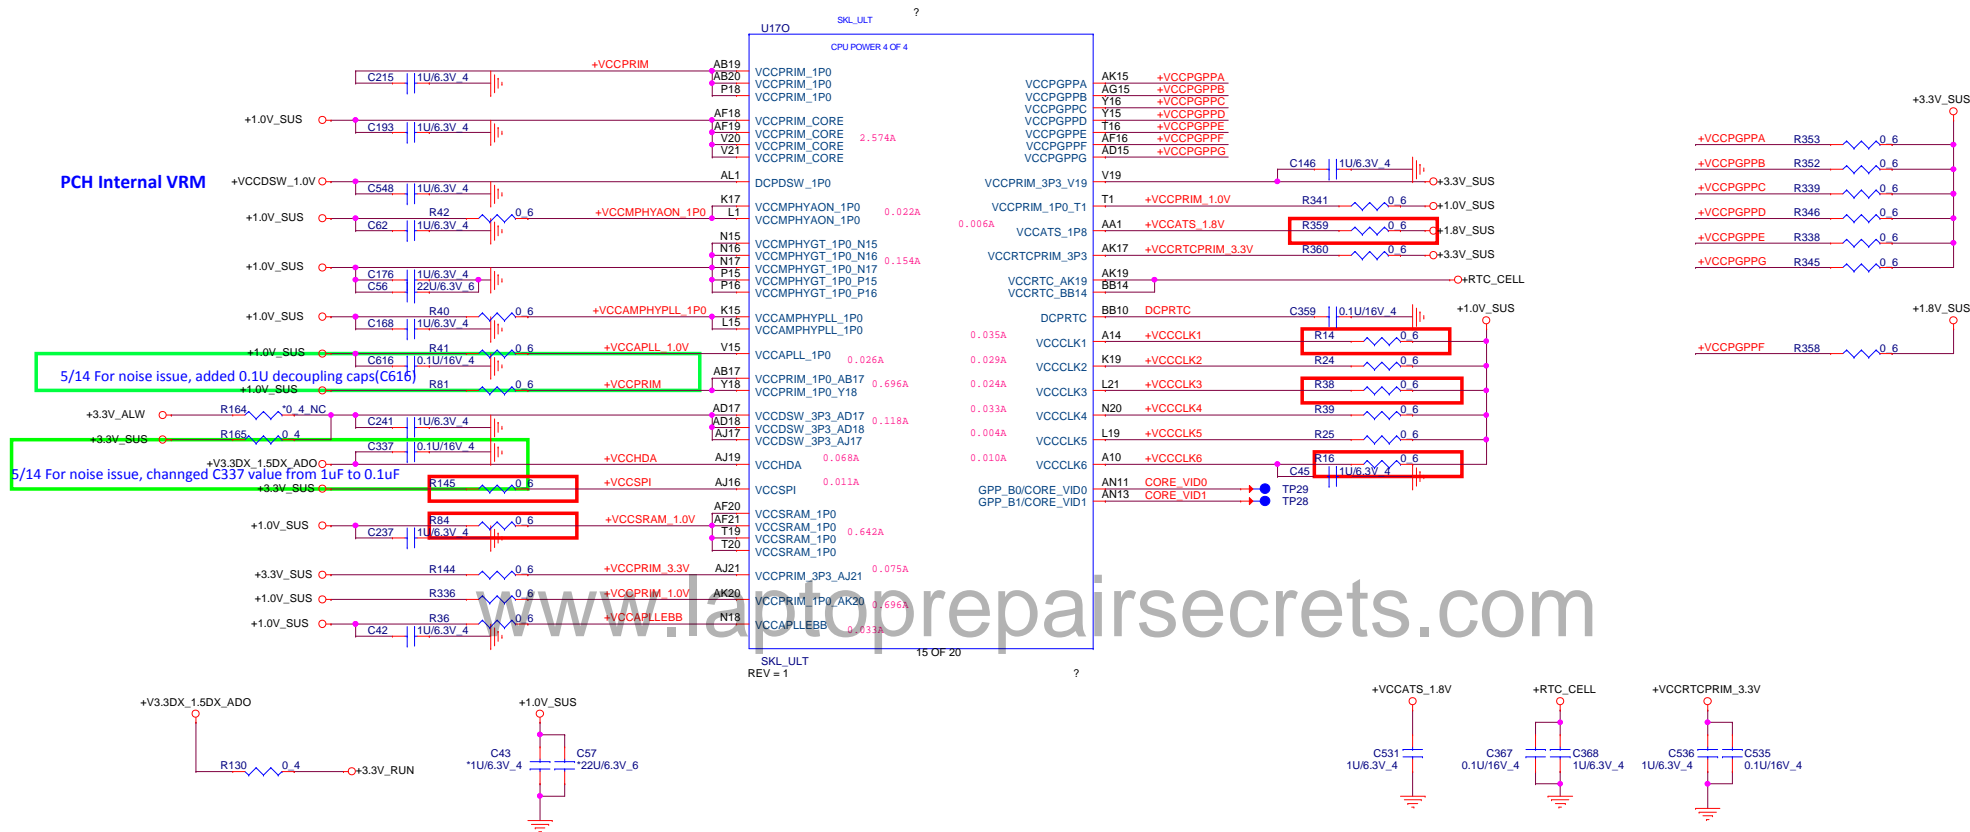 ?
SKL_ULT
U17O
CPU POWER 4 OF 4
+VCCPRIM
C215
1U/6.3V_4
AB19
AB20
P18
VCCPRIM_1P0
VCCPRIM_1P0
VCCPRIM_1P0
+1.0V_SUS
C193
1U/6.3V_4
AF18
AF19
V20
V21
VCCPRIM_CORE
VCCPRIM_CORE
VCCPRIM_CORE
VCCPRIM_CORE
2.574A
PCH Internal VRM
+VCCDSW_1.0V
C548
1U/6.3V_4
AL1
DCPDSW_1P0
+1.0V_SUS
R42
0_6
C62
1U/6.3V_4
+VCCMPHYAON_1P0
K17
L1
VCCMPHYAON_1P0
VCCMPHYAON_1P0
0.022A
+1.0V_SUS
C176
1U/6.3V_4
C56
22U/6.3V_6
N15
N16
N17
P15
P16
VCCMPHYGT_1P0_N15
VCCMPHYGT_1P0_N16
VCCMPHYGT_1P0_N17
VCCMPHYGT_1P0_P15
VCCMPHYGT_1P0_P16
0.154A
+1.0V_SUS
R40
0_6
C168
1U/6.3V_4
+VCCAMPHYPLL_1P0
K15
L15
VCCAMPHYPLL_1P0
VCCAMPHYPLL_1P0
+1.0V_SUS
R41
0_6
+VCCAPLL_1.0V
C616
0.1U/16V_4
V15
VCCAPLL_1P0
0.026A
5/14 For noise issue, added 0.1U decoupling caps(C616)
+1.0V_SUS
R81
0_6
+VCCPRIM
AB17
Y18
VCCPRIM_1P0_AB17
VCCPRIM_1P0_Y18
0.696A
+3.3V_ALW
R164
*0_4_NC
+3.3V_SUS
R165
0_4
C241
1U/6.3V_4
AD17
AD18
AJ17
VCCDSW_3P3_AD17
VCCDSW_3P3_AD18
VCCDSW_3P3_AJ17
0.118A
C337
0.1U/16V_4
+V3.3DX_1.5DX_ADO
+VCCHDA
AJ19
VCCHDA
0.068A
5/14 For noise issue, channged C337 value from 1uF to 0.1uF
+3.3V_SUS
R145
0_6
+VCCSPI
AJ16
VCCSPI
0.011A
+1.0V_SUS
R84
0_6
+VCCSRAM_1.0V
C237
1U/6.3V_4
AF20
AF21
T19
T20
VCCSRAM_1P0
VCCSRAM_1P0
VCCSRAM_1P0
VCCSRAM_1P0
0.642A
+3.3V_SUS
R144
0_6
+VCCPRIM_3.3V
AJ21
VCCPRIM_3P3_AJ21
0.075A
+1.0V_SUS
R336
0_6
+VCCPRIM_1.0V
AK20
VCCPRIM_1P0_AK20
0.696A
+1.0V_SUS
R36
0_6
+VCCAPLLEBB
C42
1U/6.3V_4
N18
VCCAPLLEBB
0.033A
VCCPGPPA
VCCPGPPB
VCCPGPPC
VCCPGPPD
VCCPGPPE
VCCPGPPF
VCCPGPPG
AK15 +VCCPGPPA
AG15 +VCCPGPPB
Y16 +VCCPGPPC
Y15 +VCCPGPPD
T16 +VCCPGPPE
AF16 +VCCPGPPF
AD15 +VCCPGPPG
VCCPRIM_3P3_V19
V19
C146
1U/6.3V_4
+3.3V_SUS
VCCPRIM_1P0_T1
T1
+VCCPRIM_1.0V
R341
0_6
+1.0V_SUS
0.006A
VCCATS_1P8
AA1
+VCCATS_1.8V
R359
0_6
+1.8V_SUS
VCCRTCPRIM_3P3
AK17
+VCCRTCPRIM_3.3V
R360
0_6
+3.3V_SUS
VCCRTC_AK19
VCCRTC_BB14
AK19
BB14
+RTC_CELL
DCPRTC
BB10
DCPRTC
C359
0.1U/16V_4
+1.0V_SUS
0.035A
VCCCLK1
A14
+VCCCLK1
R14
0_6
0.029A
VCCCLK2
K19
+VCCCLK2
R24
0_6
0.024A
VCCCLK3
L21
+VCCCLK3
R38
0_6
0.033A
VCCCLK4
N20
+VCCCLK4
R39
0_6
0.004A
VCCCLK5
L19
+VCCCLK5
R25
0_6
0.010A
VCCCLK6
A10
+VCCCLK6
R16
0_6
C45
1U/6.3V_4
GPP_B0/CORE_VID0
GPP_B1/CORE_VID1
AN11
AN13
CORE_VID0
CORE_VID1
TP29
TP28
+3.3V_SUS
+VCCPGPPA R353 0_6
+VCCPGPPB R352 0_6
+VCCPGPPC R339 0_6
+VCCPGPPD R346 0_6
+VCCPGPPE R338 0_6
+VCCPGPPG R345 0_6
+1.8V_SUS
+VCCPGPPF R358 0_6
www.laptoprepairsecrets.com
15 OF 20
SKL_ULT
REV = 1
?
+V3.3DX_1.5DX_ADO
R130
0_4
+3.3V_RUN
+1.0V_SUS
C43
*1U/6.3V_4
C57
*22U/6.3V_6
+VCCATS_1.8V
C531
1U/6.3V_4
+RTC_CELL
C367
0.1U/16V_4
C368
1U/6.3V_4
+VCCRTCPRIM_3.3V
C536
1U/6.3V_4
C535
0.1U/16V_4